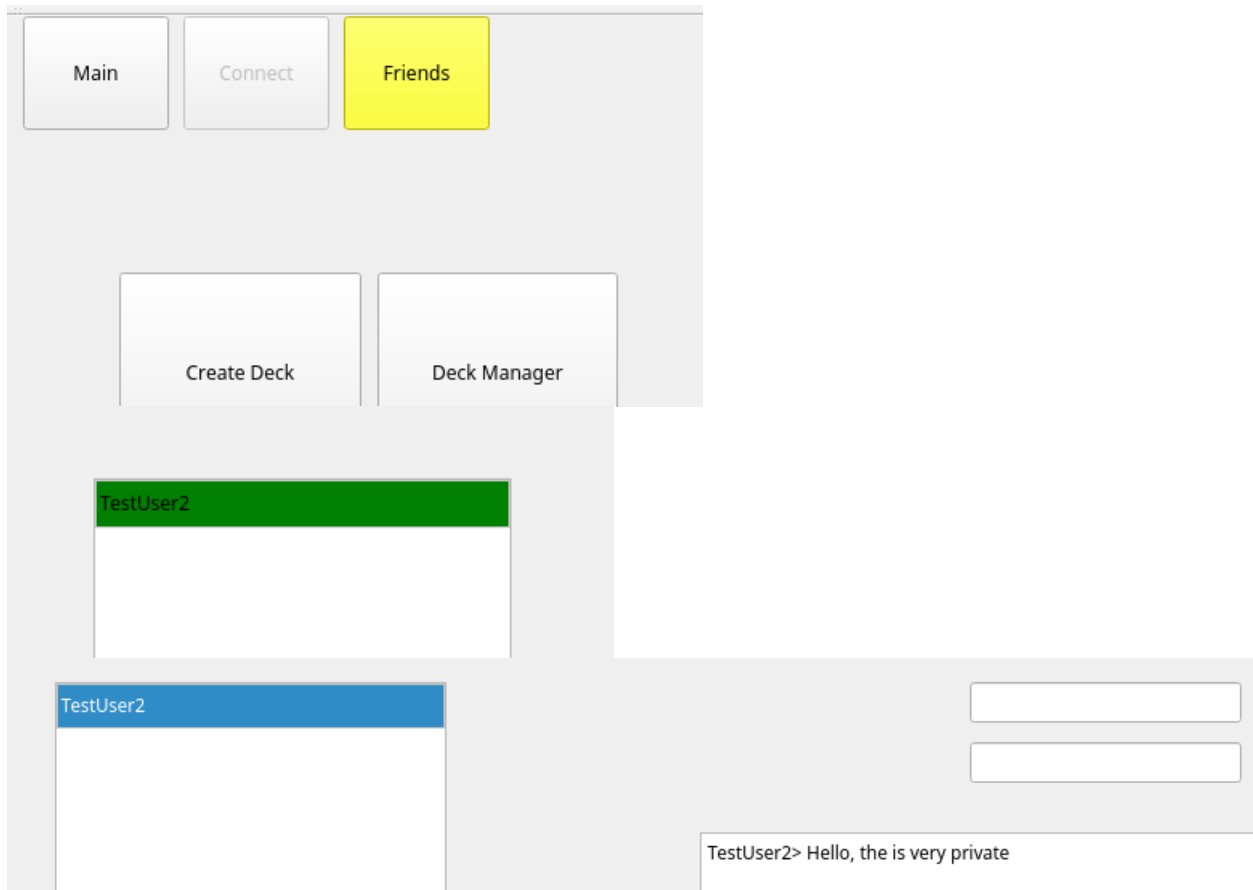 Main
Connect
Friends
Create Deck
Deck Manager
TestUser2
TestUser2
TestUser2> Hello, the is very private